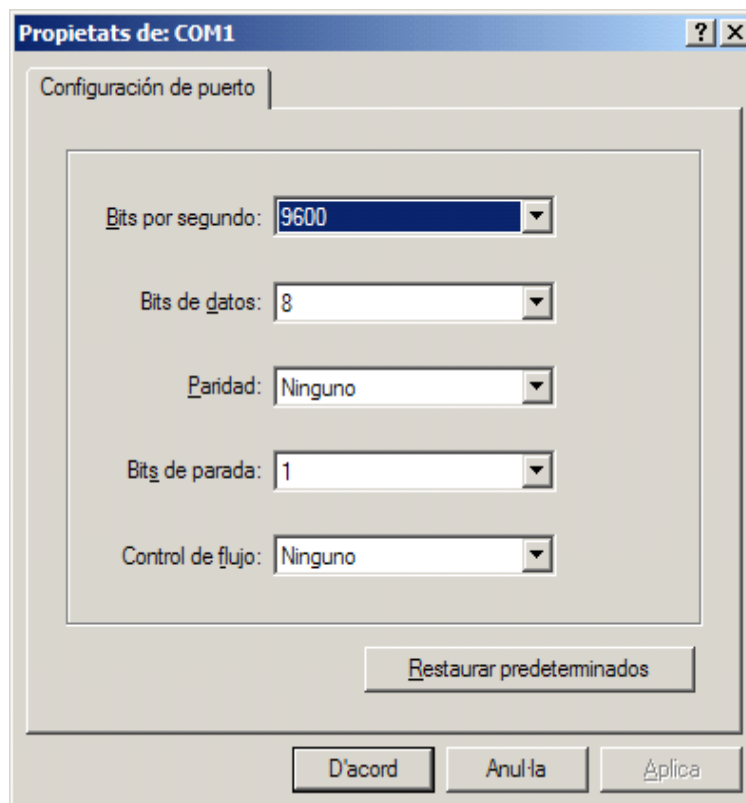 Propietats de: COM1
Configuración de puerto
Bits por segundo: 9600
Bits de datos: 8
Paridad: Ninguno
Bits de parada: 1
Control de flujo: Ninguno
Restaurar predeterminados
D'acord Anul·la Aplica